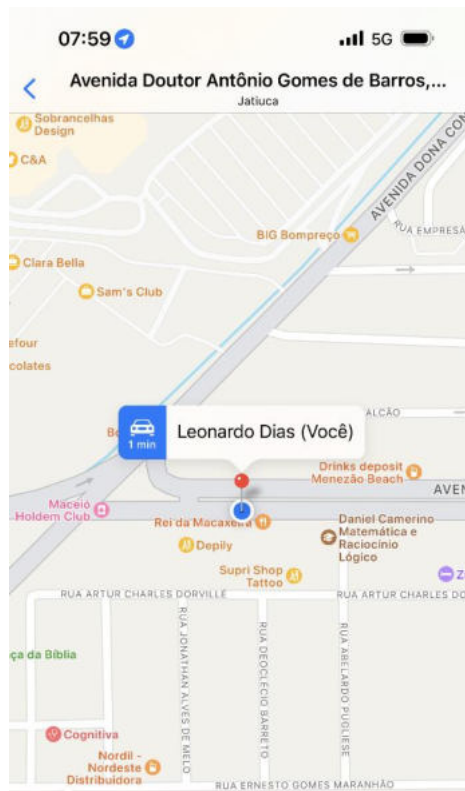 07:59
5G
Avenida Doutor Antônio Gomes de Barros,...
Jatiuca
Sobrancelhas
Design
C&A
AVENIDA DONA CON
RUA EMPRESÁ
BIG Bompreço
Clara Bella
Sam's Club
efour
colates
ALCÃO
Bo
1 min
Leonardo Dias (Você)
Drinks deposit
Menezão Beach
AVEN
Maceió
Holdem Club
Rei da Macaxeira
Daniel Camerino
Matemática e
Raciocínio
Lógico
Depily
Supri Shop
Tattoo
Z
RUA ARTUR CHARLES DORVILLE
RUA ARTUR CHARLES DO
RUA JONATHAN ALVES DE MELO
RUA DEOCLÉCIO BARRETO
RUA ABELARDO PUGLIESE
ça da Bíblia
Cognitiva
Nordil -
Nordeste
Distribuidora
RUA ERNESTO GOMES MARANHÃO